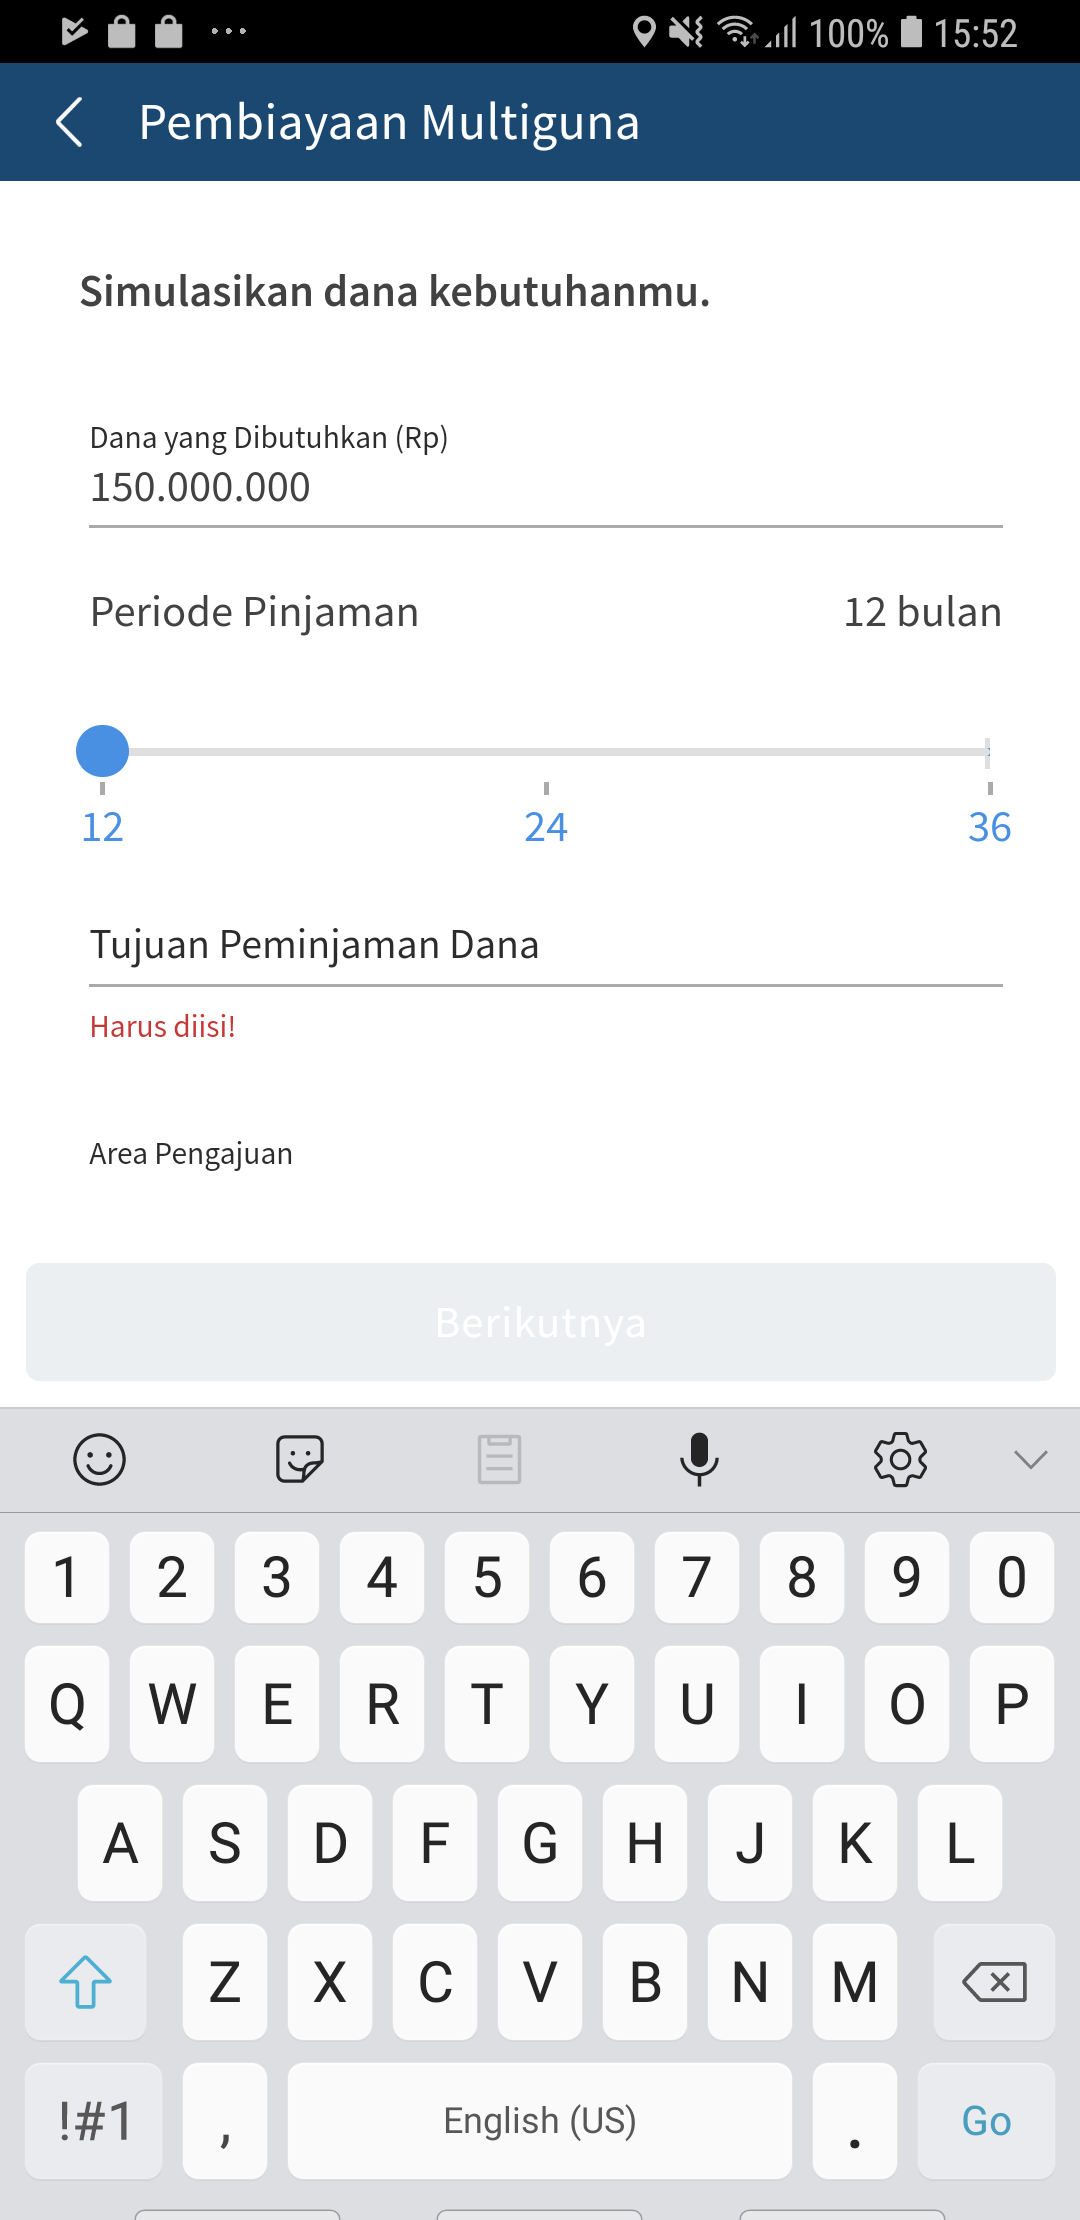 100% 15:52
Pembiayaan Multiguna
Simulasikan dana kebutuhanmu.
Dana yang Dibutuhkan (Rp)
150.000.000
Periode Pinjaman 12 bulan
12 24 36
Tujuan Peminjaman Dana
Harus diisi!
Area Pengajuan
Berikutnya
1 2 3 4 5 6 7 8 9 0
Q W E R T Y U I O P
A S D F G H J K L
Z X C V B N M
!#1 , English (US) . Go